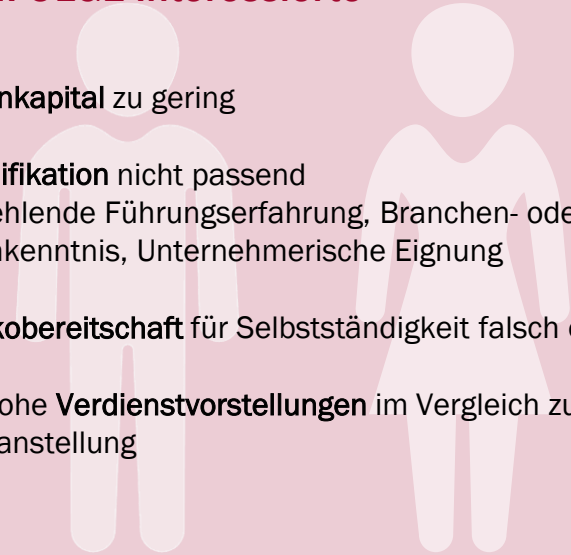 nkapital zu gering
ifikation nicht passend
ehlende Führungserfahrung, Branchen- ode
nkenntnis, Unternehmerische Eignung
kobereitschaft für Selbstständigkeit falsch
ohe Verdienstvorstellungen im Vergleich zu
anstellung